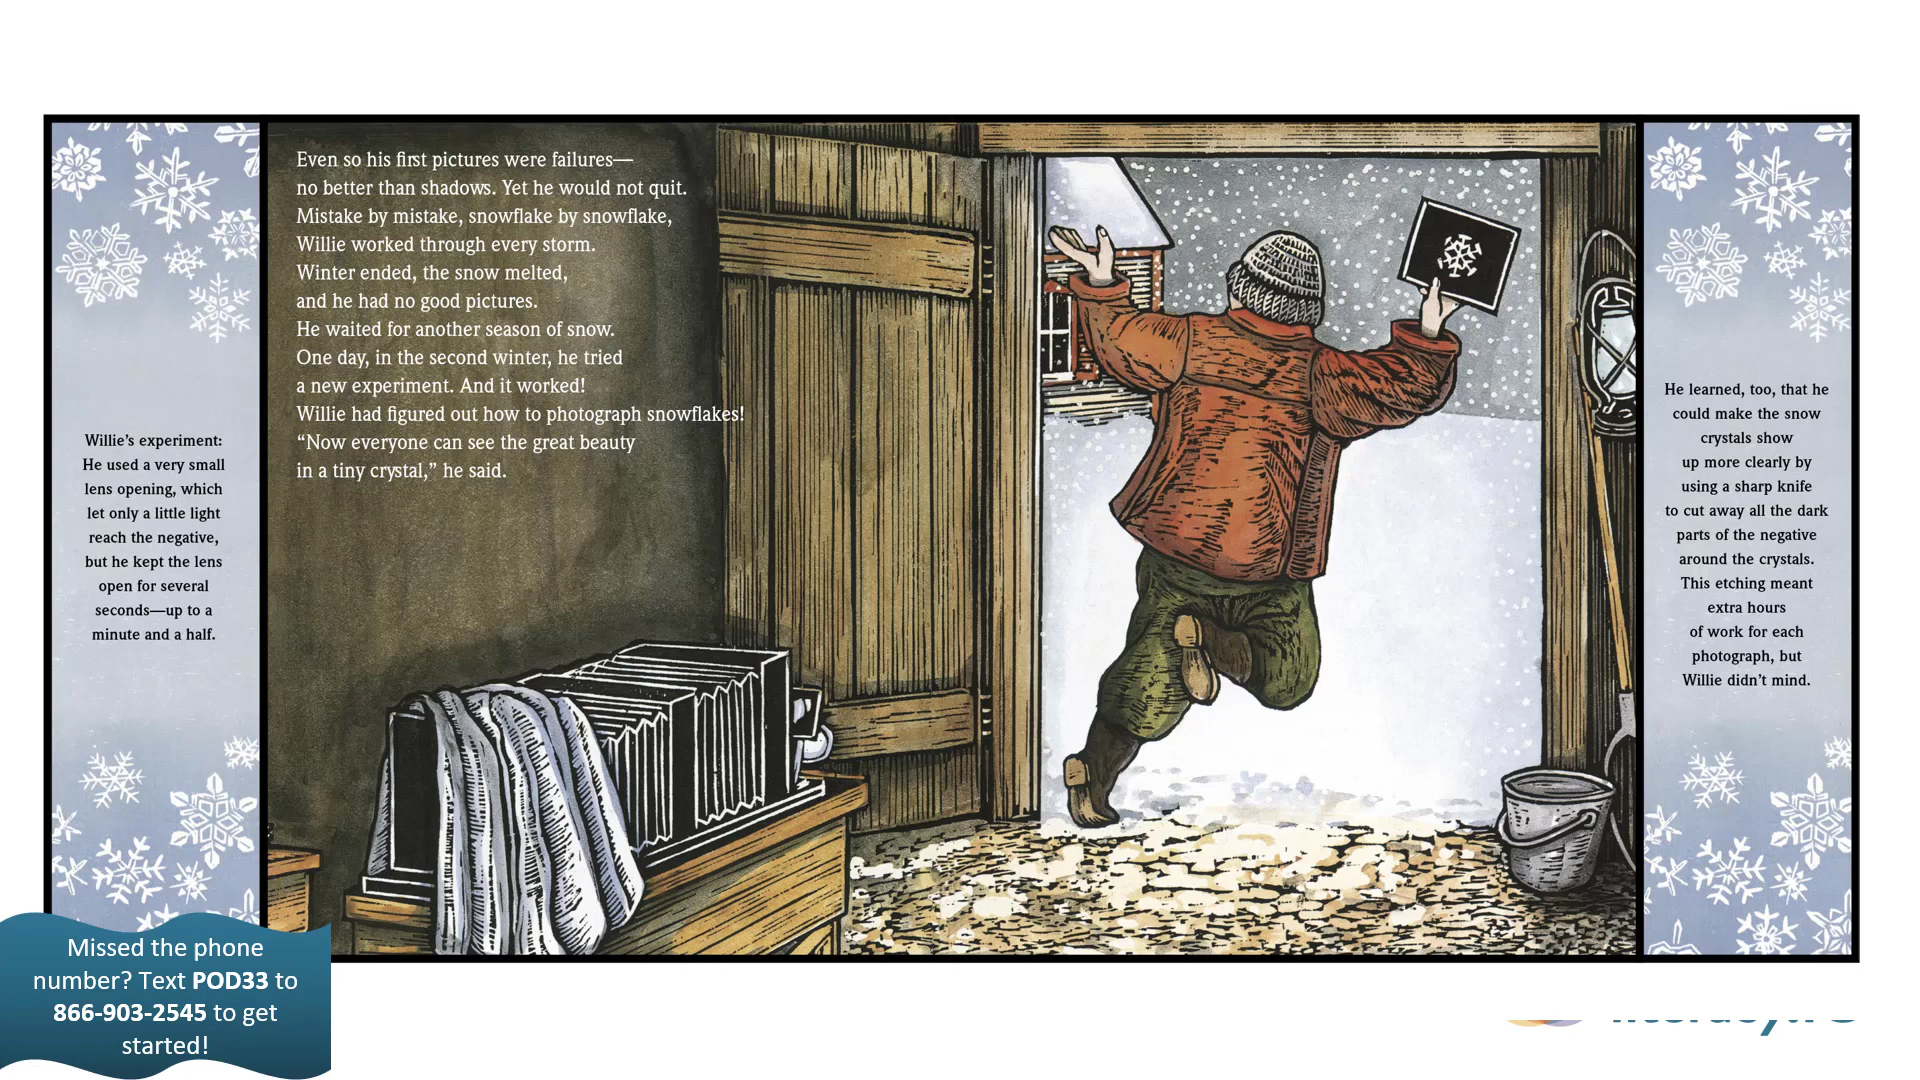 Even so his first pictures were failures—
no better than shadows. Yet he would not quit.
Mistake by mistake, snowflake by snowflake,
Willie worked through every storm.
Winter ended, the snow melted,
and he had no good pictures.
He waited for another season of snow.
One day, in the second winter, he tried
a new experiment. And it worked!
Willie had figured out how to photograph snowflakes!
“Now everyone can see the great beauty
in a tiny crystal,” he said.
Willie’s experiment:
He used a very small
lens opening, which
let only a little light
reach the negative,
but he kept the lens
open for several
seconds—up to a
minute and a half.
He learned, too, that he
could make the snow
crystals show
up more clearly by
using a sharp knife
to cut away all the dark
parts of the negative
around the crystals.
This etching meant
extra hours
of work for each
photograph, but
Willie didn’t mind.
Missed the phone
number? Text POD33 to
866-903-2545 to get
started!